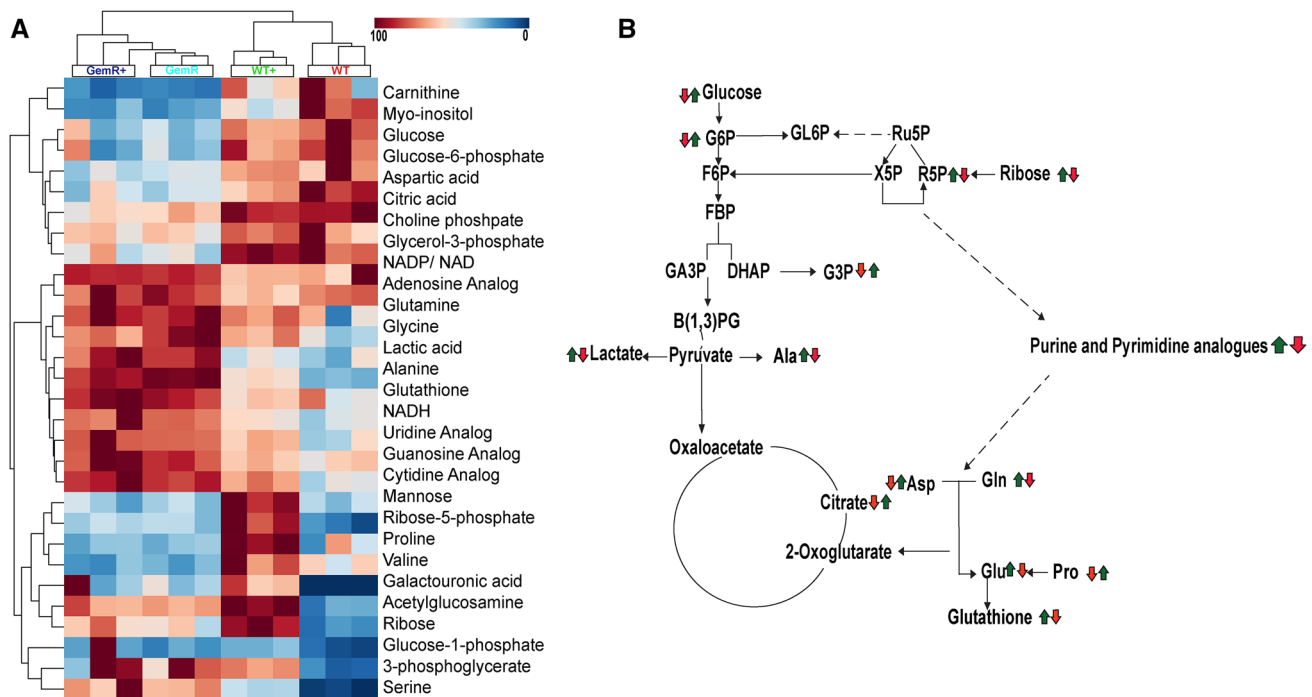 A
100
0
GemR+
GemR
WT+
WT
Carnithine
Myo-inositol
Glucose
Glucose-6-phosphate
Aspartic acid
Citric acid
Choline phoshpate
Glycerol-3-phosphate
NADP/ NAD
Adenosine Analog
Glutamine
Glycine
Lactic acid
Alanine
Glutathione
NADH
Uridine Analog
Guanosine Analog
Cytidine Analog
Mannose
Ribose-5-phosphate
Proline
Valine
Galactouronic acid
Acetylglucosamine
Ribose
Glucose-1-phosphate
3-phosphoglycerate
Serine
B
Glucose
G6P
GL6P
Ru5P
F6P
X5P
R5P
Ribose
FBP
GA3P
DHAP
G3P
B(1,3)PG
Purine and Pyrimidine analogues
Lactate
Pyruvate
Ala
Oxaloacetate
Citrate
Asp
Gln
2-Oxoglutarate
Glu
Pro
Glutathione